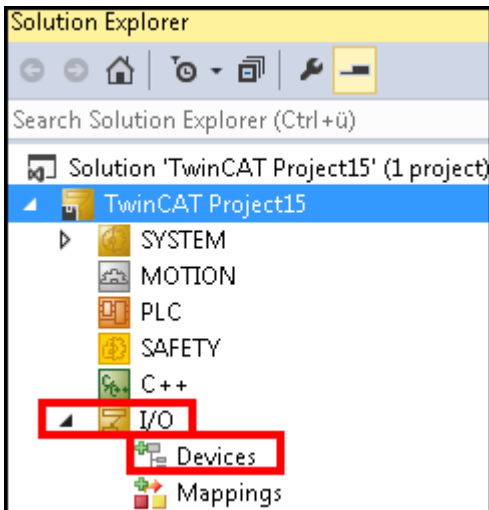 Solution Explorer
Search Solution Explorer (Ctrl+ü)
Solution 'TwinCAT Project15' (1 project)
TwinCAT Project15
SYSTEM
MOTION
PLC
SAFETY
C++
I/O
Devices
Mappings